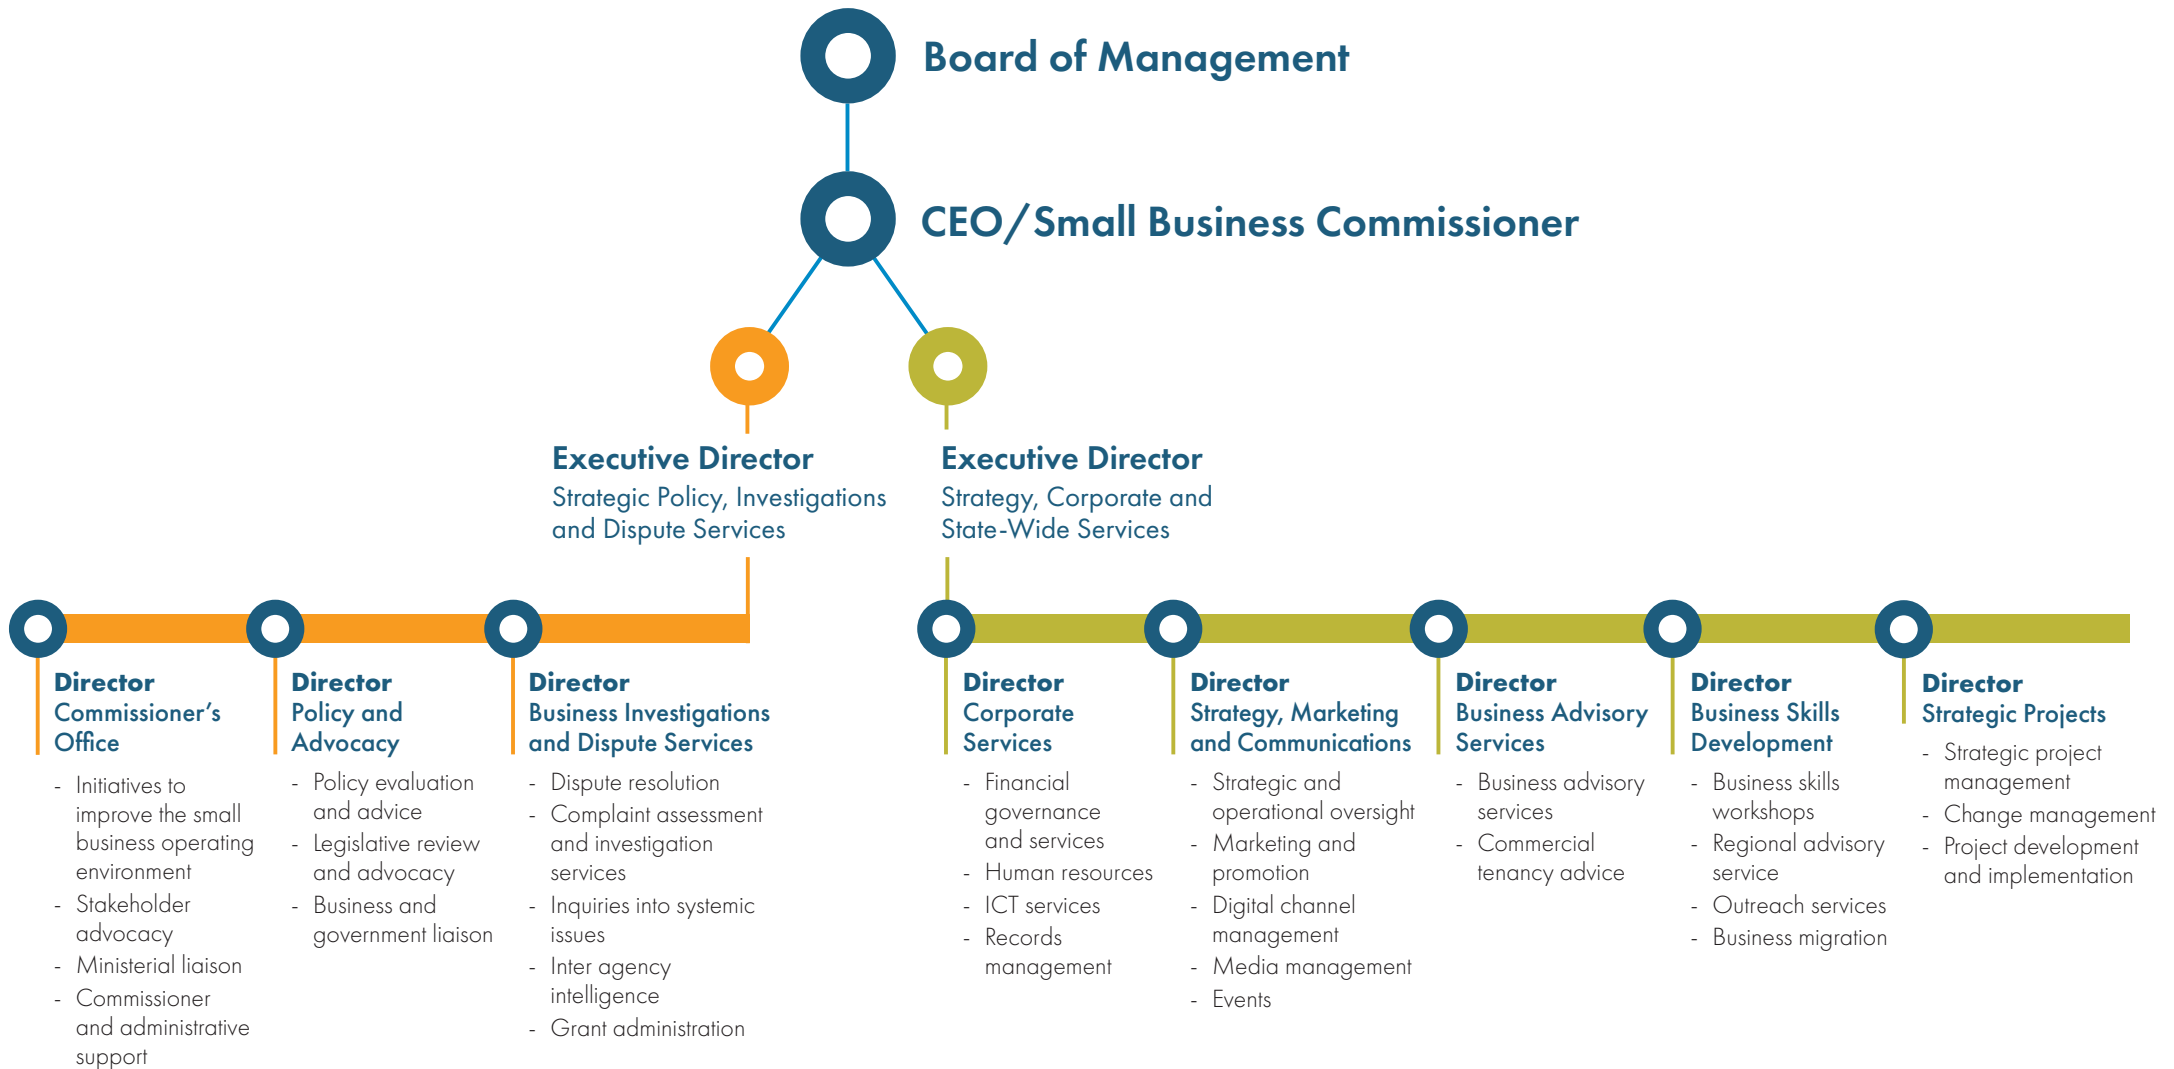 Board of Management
CEO/Small Business Commissioner
Executive Director
Strategic Policy, Investigations
and Dispute Services
Executive Director
Strategy, Corporate and
State-Wide Services
Director
Commissioner's
Office
- Initiatives to
improve the small
business operating
environment
- Stakeholder
advocacy
- Ministerial liaison
- Commissioner
and administrative
support
Director
Policy and
Advocacy
- Policy evaluation
and advice
- Legislative review
and advocacy
- Business and
government liaison
Director
Business Investigations
and Dispute Services
- Dispute resolution
- Complaint assessment
and investigation
services
- Inquiries into systemic
issues
- Inter agency
intelligence
- Grant administration
Director
Corporate
Services
- Financial
governance
and services
- Human resources
- ICT services
- Records
management
Director
Strategy, Marketing
and Communications
- Strategic and
operational oversight
- Marketing and
promotion
- Digital channel
management
- Media management
- Events
Director
Business Advisory
Services
- Business advisory
services
- Commercial
tenancy advice
Director
Business Skills
Development
- Business skills
workshops
- Regional advisory
service
- Outreach services
- Business migration
Director
Strategic Projects
- Strategic project
management
- Change management
- Project development
and implementation